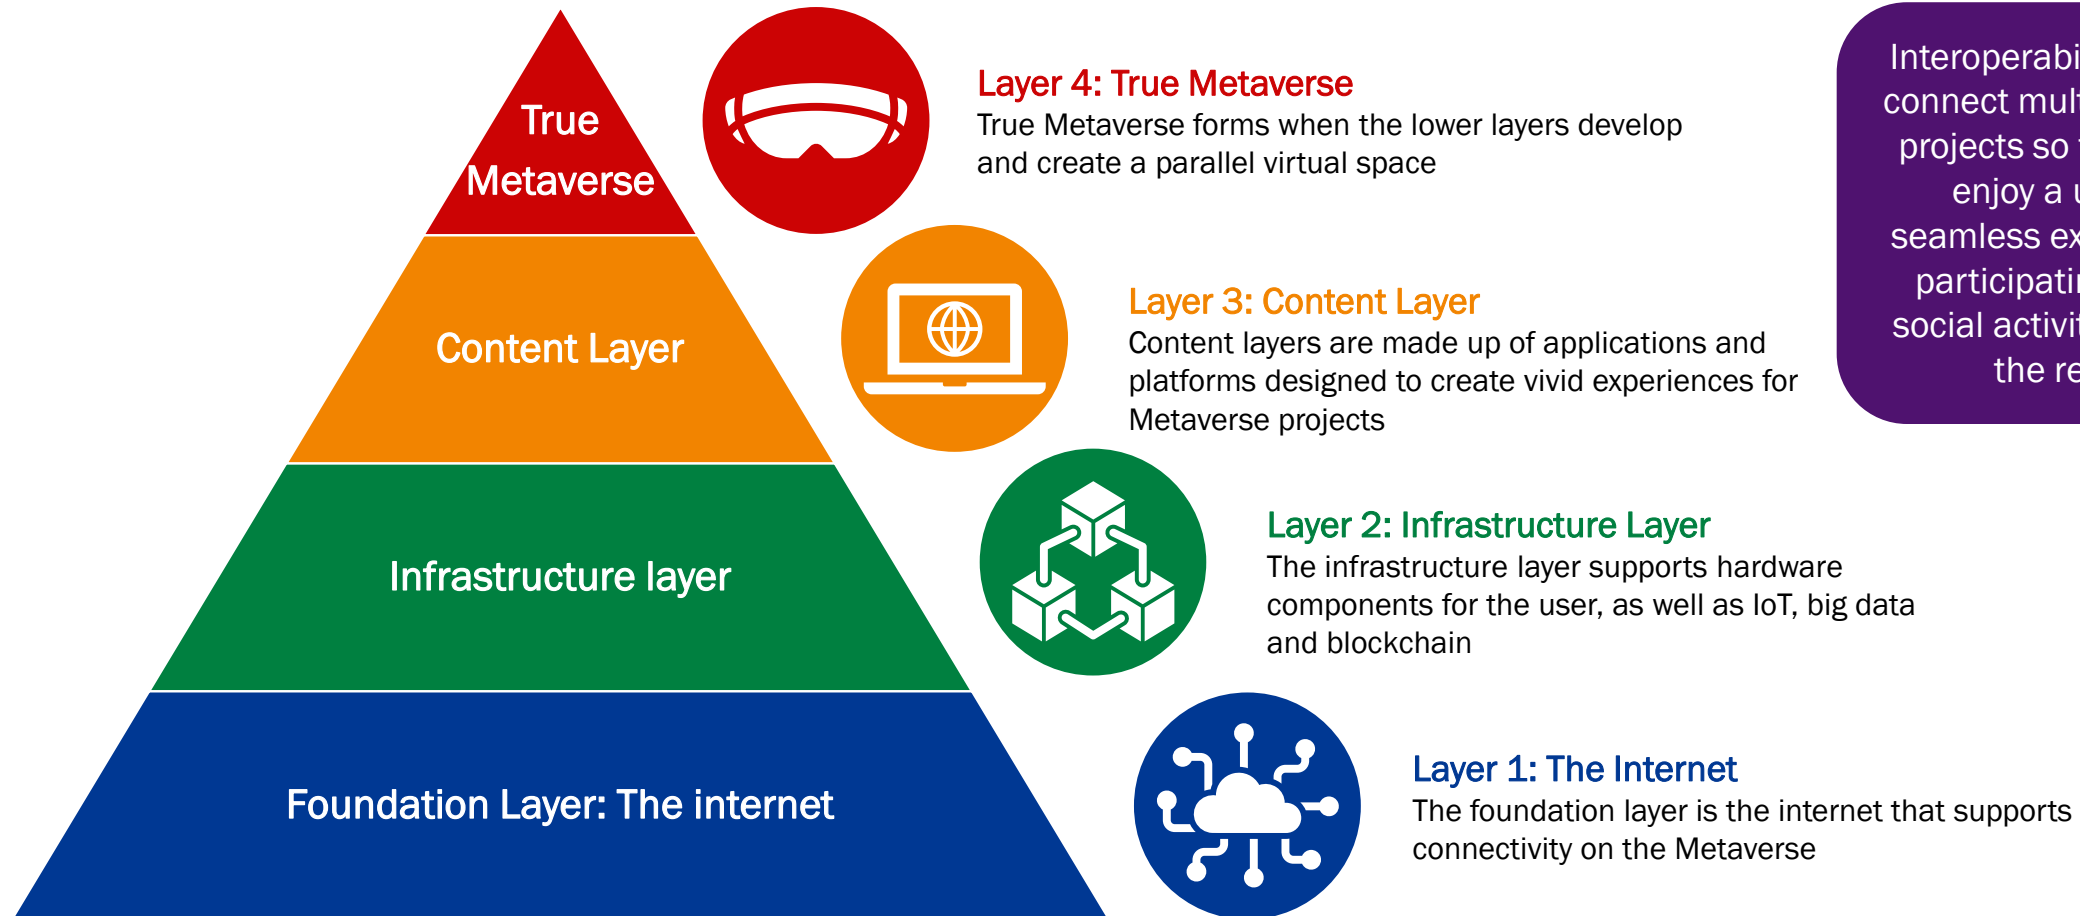 True
Metaverse
Content Layer
Infrastructure layer
Foundation Layer: The internet
Layer 4: True Metaverse
True Metaverse forms when the lower layers develop
and create a parallel virtual space
Layer 3: Content Layer
Content layers are made up of applications and
platforms designed to create vivid experiences for
Metaverse projects
Layer 2: Infrastructure Layer
The infrastructure layer supports hardware
components for the user, as well as IoT, big data
and blockchain
Layer 1: The Internet
The foundation layer is the internet that supports
connectivity on the Metaverse
connect
projects so
enjoy a
seamless
social
the